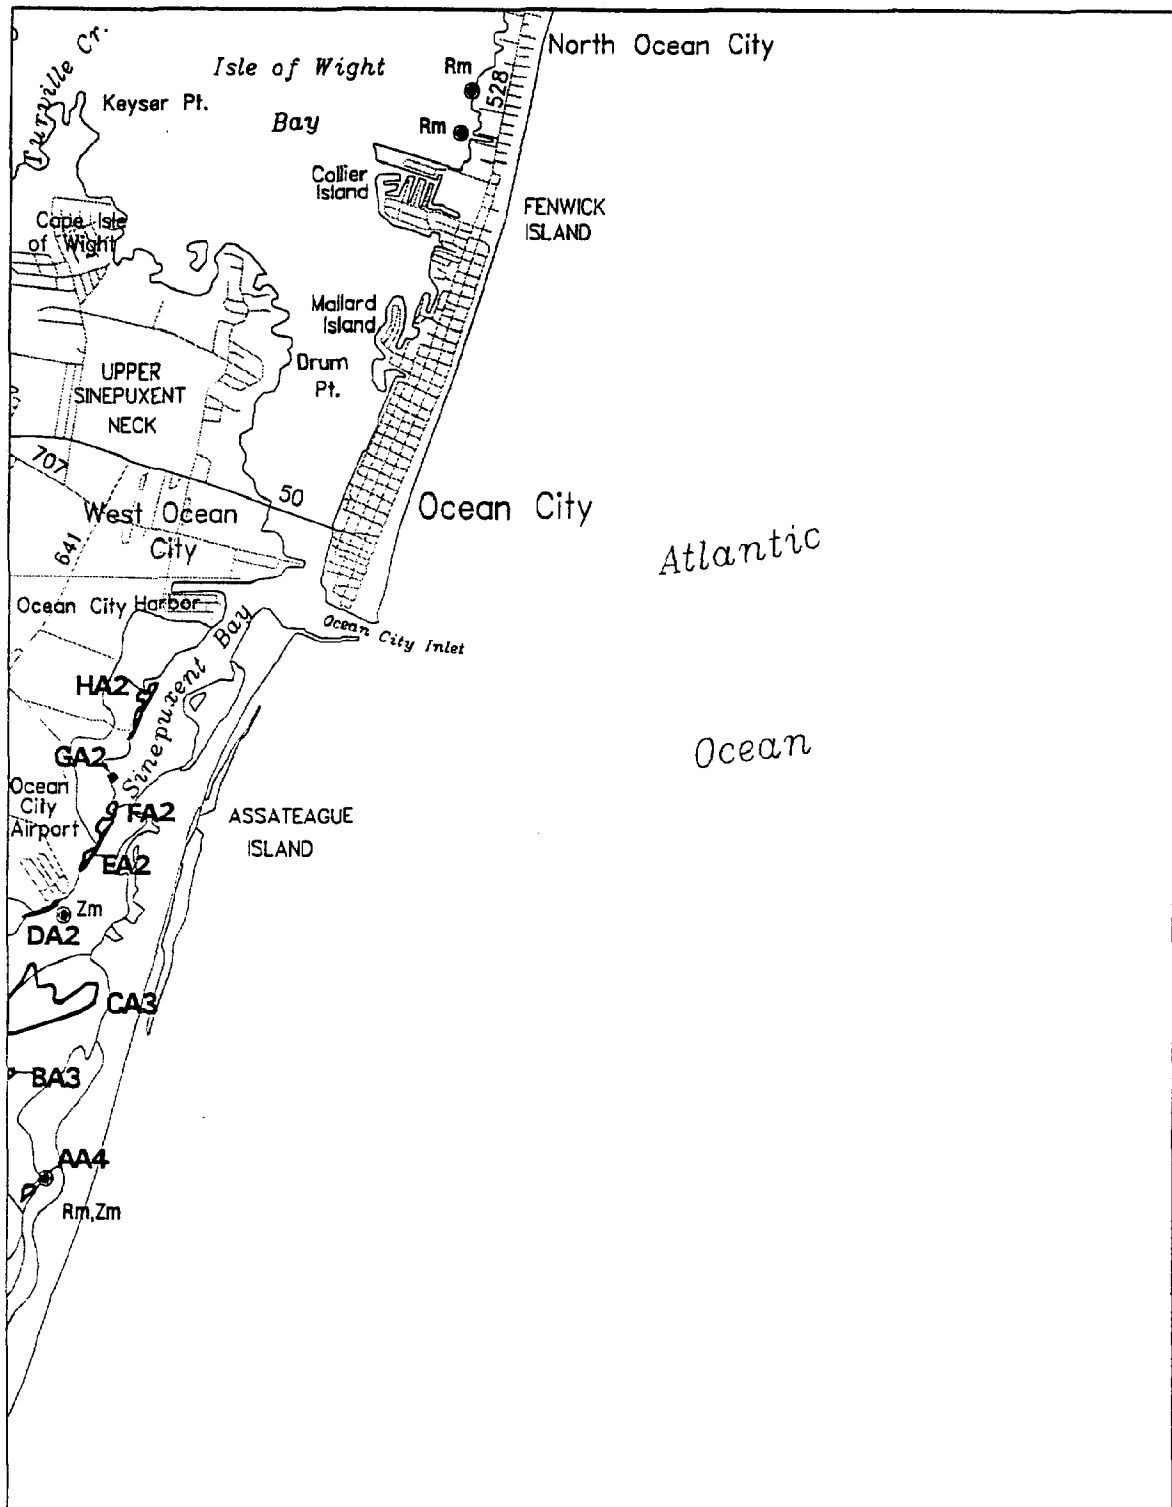 North Ocean City
Turville Cr.
Isle of Wight
Bay
Keyser Pt.
Rm
528
Rm
Collier
Island
FENWICK
ISLAND
Cape Isle
of Wight
Mallard
Island
Drum
Pt.
UPPER
SINEPUXENT
NECK
707
50
Ocean City
West Ocean
City
641
Atlantic
Ocean
Ocean City Harbor
Ocean City Inlet
Sinepuxent Bay
HA2
GA2
Ocean
City
Airport
FA2
ASSATEAGUE
ISLAND
EA2
Zm
DA2
CA3
BA3
AA4
Rm,Zm